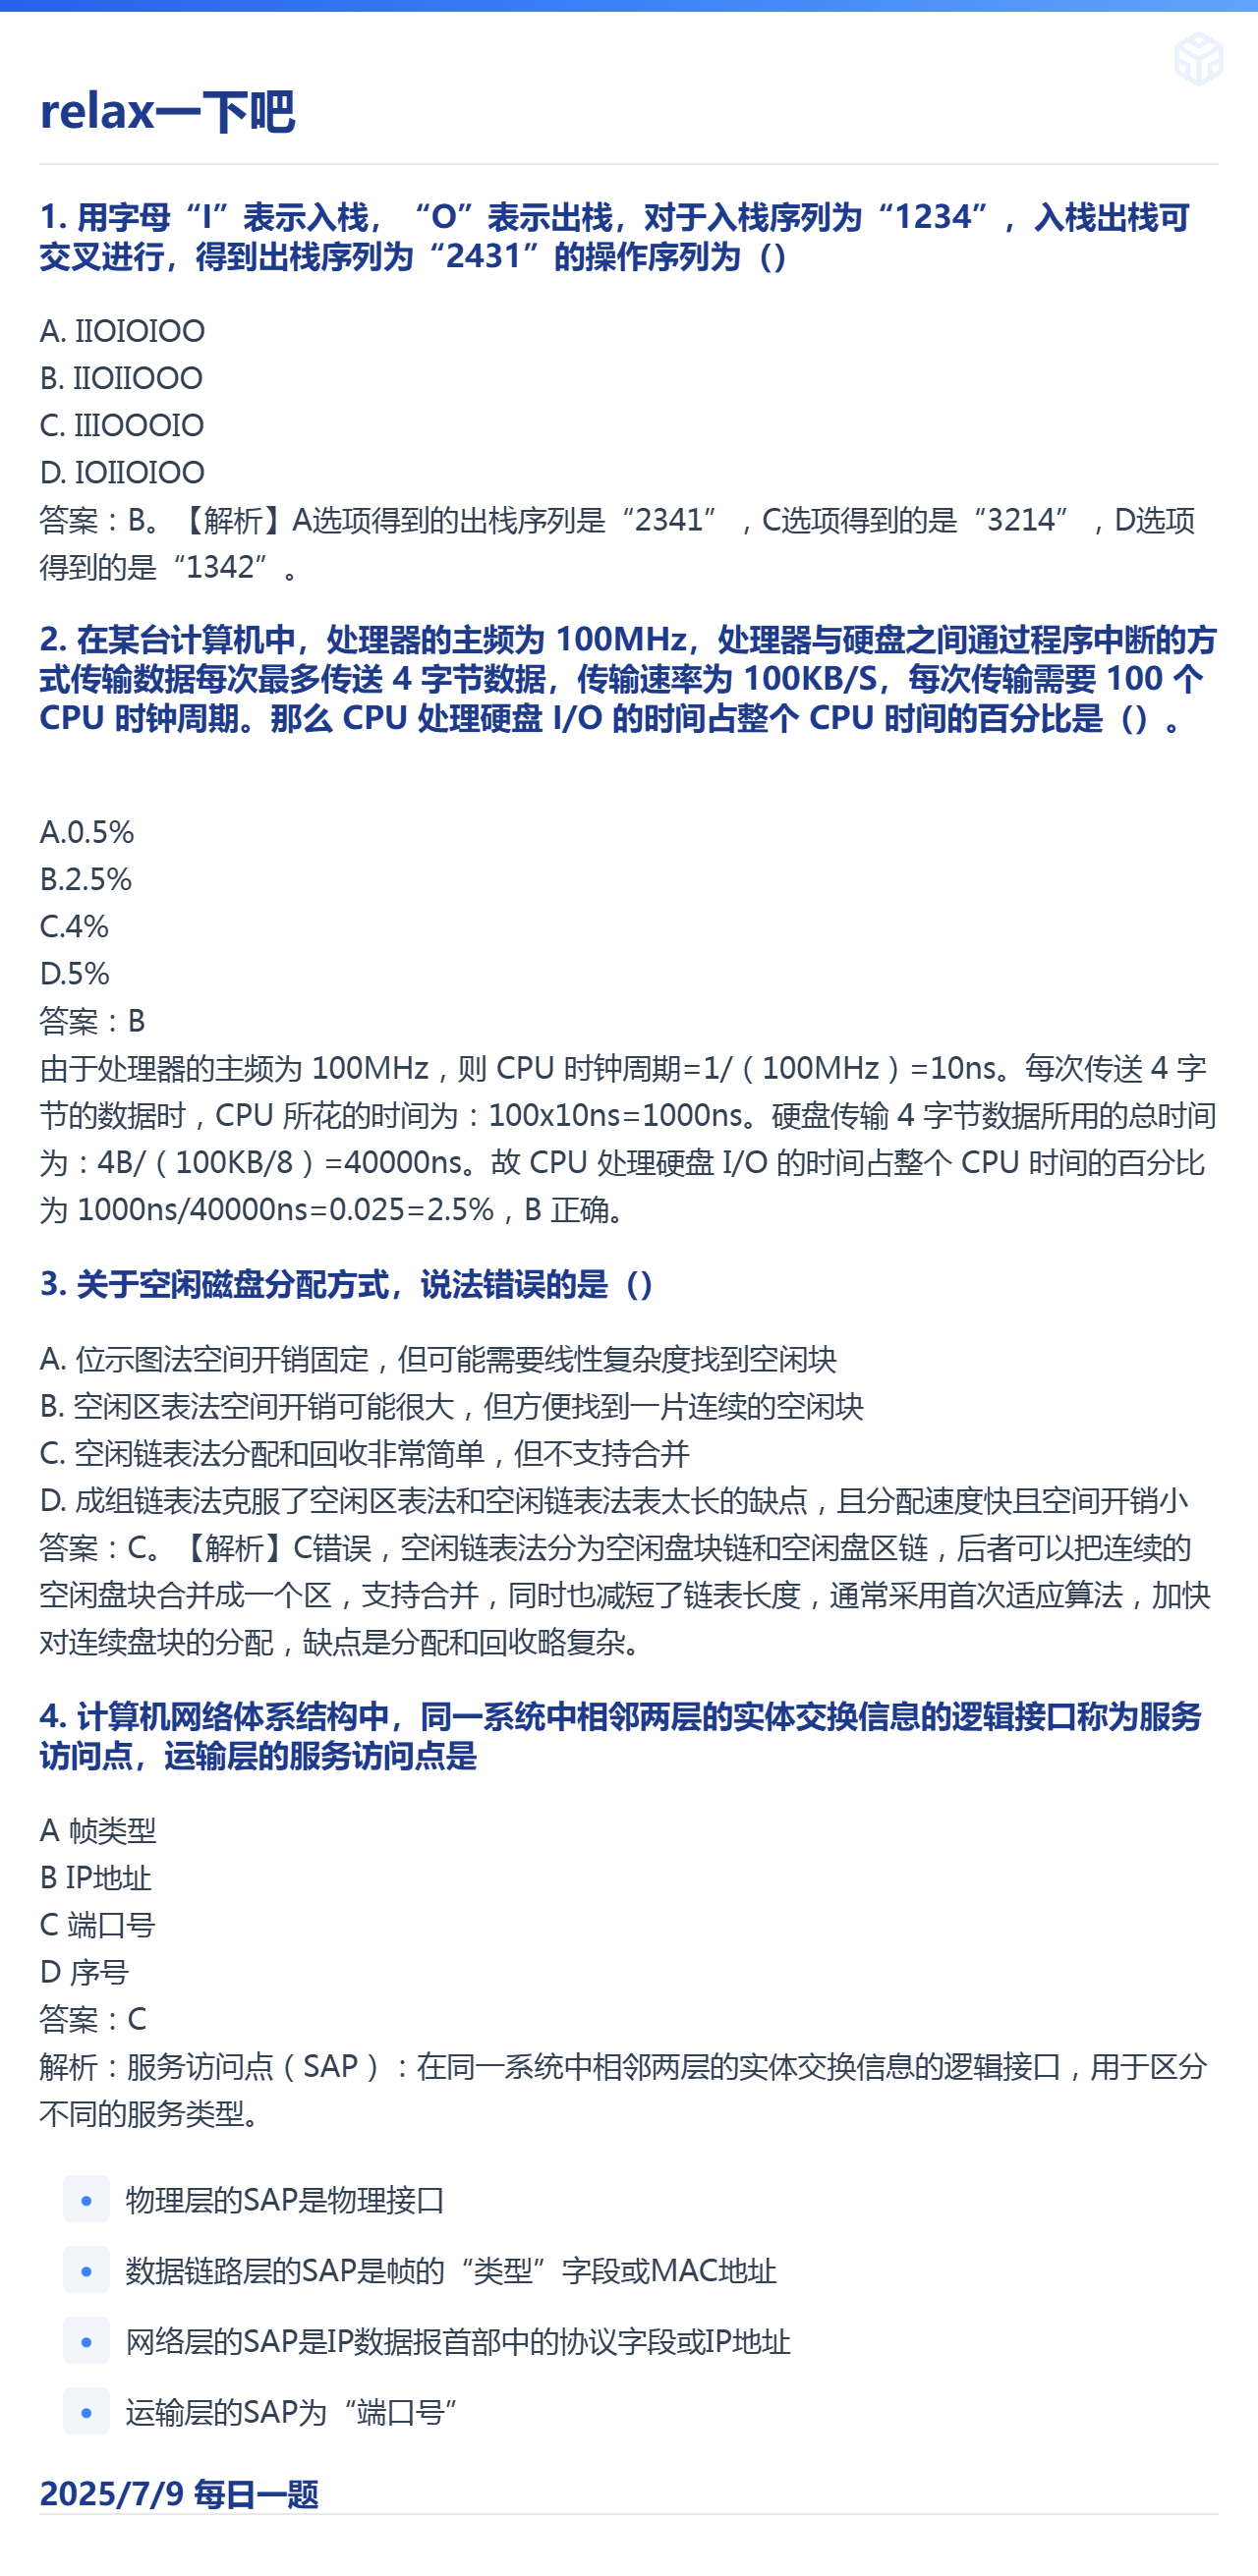 relax一下吧
1. 用字母“I”表示入栈，“O”表示出栈，对于入栈序列为“1234”，入栈出栈可
交叉进行，得到出栈序列为“2431”的操作序列为（）
A. IIOIOIOO
B. IIOIIOOO
C. IIIOOOIO
D. IOIIOIOO
答案：B。【解析】A选项得到的出栈序列是“2341”，C选项得到的是“3214”，D选项
得到的是“1342”。
2. 在某台计算机中，处理器的主频为 100MHz，处理器与硬盘之间通过程序中断的方
式传输数据每次最多传送 4 字节数据，传输速率为 100KB/S，每次传输需要 100 个
CPU 时钟周期。那么 CPU 处理硬盘 I/O 的时间占整个 CPU 时间的百分比是（）。
A.0.5%
B.2.5%
C.4%
D.5%
答案：B
由于处理器的主频为 100MHz，则 CPU 时钟周期=1/（100MHz）=10ns。每次传送 4 字
节的数据时，CPU 所花的时间为：100x10ns=1000ns。硬盘传输 4 字节数据所用的总时间
为：4B/（100KB/8）=40000ns。故 CPU 处理硬盘 I/O 的时间占整个 CPU 时间的百分比
为 1000ns/40000ns=0.025=2.5%，B 正确。
3. 关于空闲磁盘分配方式，说法错误的是（）
A. 位示图法空间开销固定，但可能需要线性复杂度找到空闲块
B. 空闲区表法空间开销可能很大，但方便找到一片连续的空闲块
C. 空闲链表法分配和回收非常简单，但不支持合并
D. 成组链表法克服了空闲区表法和空闲链表法表太长的缺点，且分配速度快且空间开销小
答案：C。【解析】C错误，空闲链表法分为空闲盘块链和空闲盘区链，后者可以把连续的
空闲盘块合并成一个区，支持合并，同时也减短了链表长度，通常采用首次适应算法，加快
对连续盘块的分配，缺点是分配和回收略复杂。
4. 计算机网络体系结构中，同一系统中相邻两层的实体交换信息的逻辑接口称为服务
访问点，运输层的服务访问点是
A 帧类型
B IP地址
C 端口号
D 序号
答案：C
解析：服务访问点（SAP）：在同一系统中相邻两层的实体交换信息的逻辑接口，用于区分
不同的服务类型。
• 物理层的SAP是物理接口
• 数据链路层的SAP是帧的“类型”字段或MAC地址
• 网络层的SAP是IP数据报首部中的协议字段或IP地址
• 运输层的SAP为“端口号”
2025/7/9 每日一题